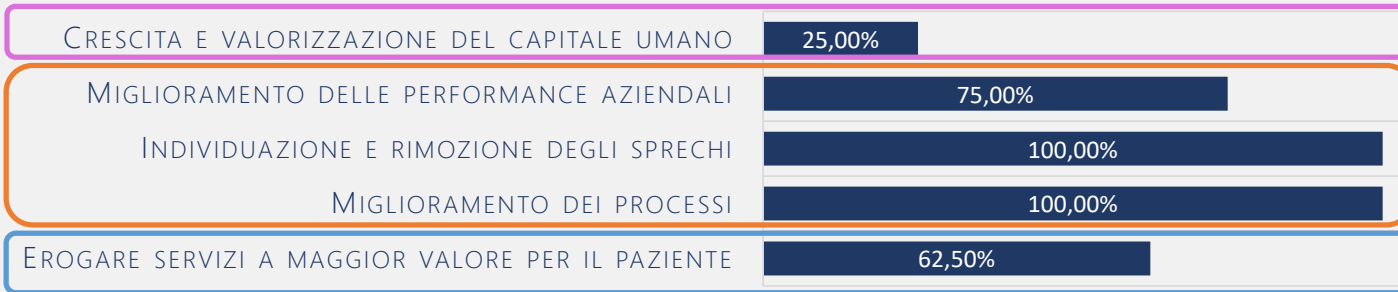 CRESCITA E VALORIZZAZIONE DEL CAPITALE UMANO 25,00%
MIGLIORAMENTO DELLE PERFORMANCE AZIENDALI 75,00%
INDIVIDUAZIONE E RIMOZIONE DEGLI SPRECHI 100,00%
MIGLIORAMENTO DEI PROCESSI 100,00%
EROGARE SERVIZI A MAGGIOR VALORE PER IL PAZIENTE 62,50%